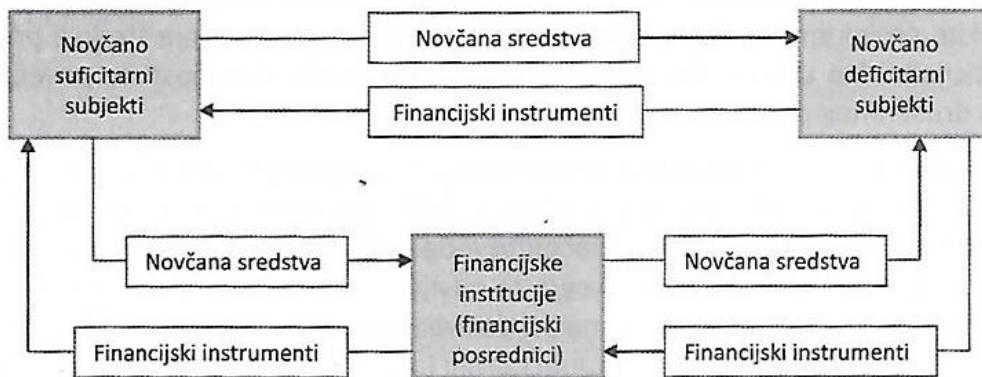 Novčano
suficitarni
subjekti
Novčana sredstva
Financijski instrumenti
Novčano
deficitarni
subjekti
Novčana sredstva
Financijske
institucije
(financijski
posrednici)
Novčana sredstva
Financijski instrumenti
Financijski instrumenti